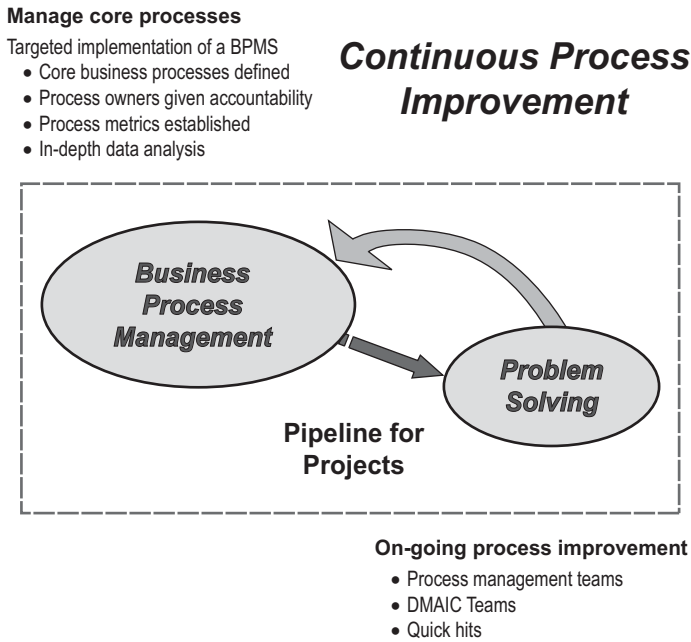 Manage core processes
Targeted implementation of a BPMS
• Core business processes defined
• Process owners given accountability
• Process metrics established
• In-depth data analysis
Continuous Process
Improvement
Business
Process
Management
Problem
Solving
Pipeline for
Projects
On-going process improvement
• Process management teams
• DMAIC Teams
• Quick hits